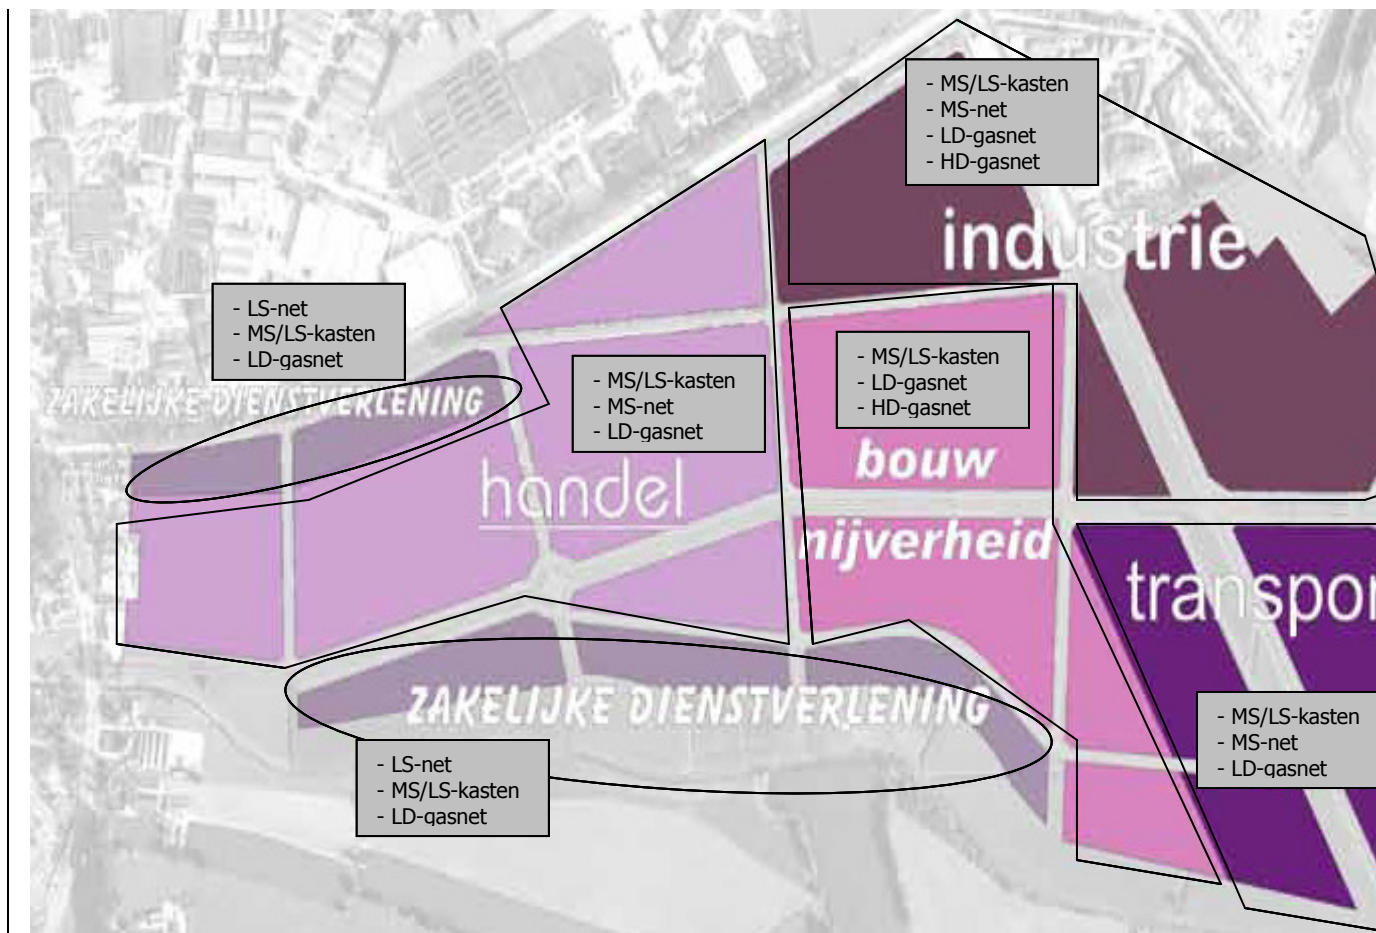 - MS/LS-kasten
- MS-net
- LD-gasnet
- HD-gasnet
industrie
- LS-net
- MS/LS-kasten
- LD-gasnet
ZAKELIJKE DIENSTVERLENING
- MS/LS-kasten
- MS-net
- LD-gasnet
handel
- MS/LS-kasten
- LD-gasnet
- HD-gasnet
bouw
nijverheid
transpor
ZAKELIJKE DIENSTVERLENING
- LS-net
- MS/LS-kasten
- LD-gasnet
- MS/LS-kasten
- MS-net
- LD-gasnet